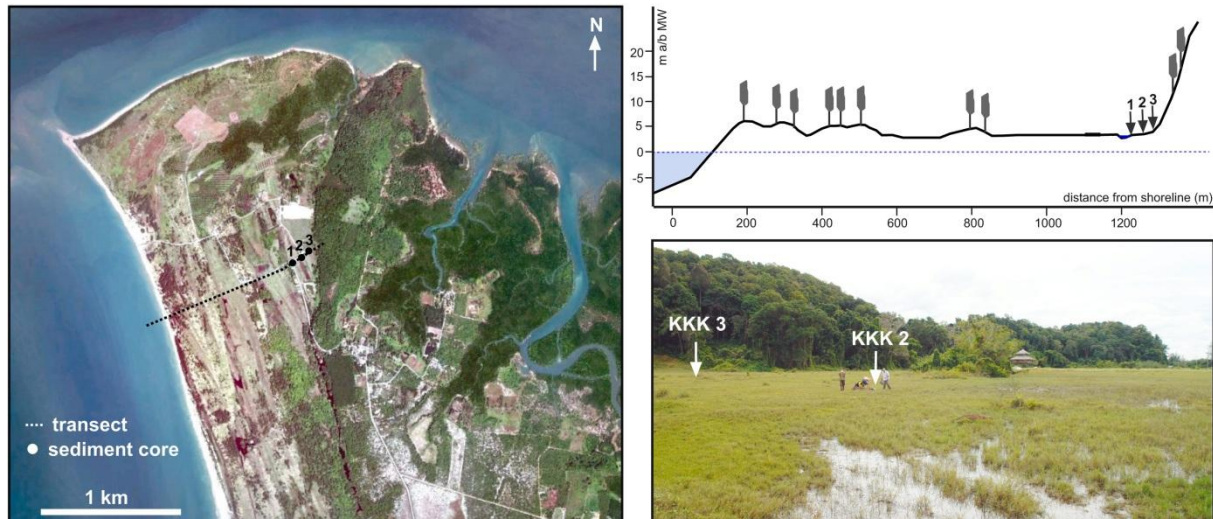 N
1 2 3
transect
sediment core
1 km
m a/b MW
20
15
10
5
0
-5
1 2 3
distance from shoreline (m)
0 200 400 600 800 1000 1200
KKK 3
KKK 2